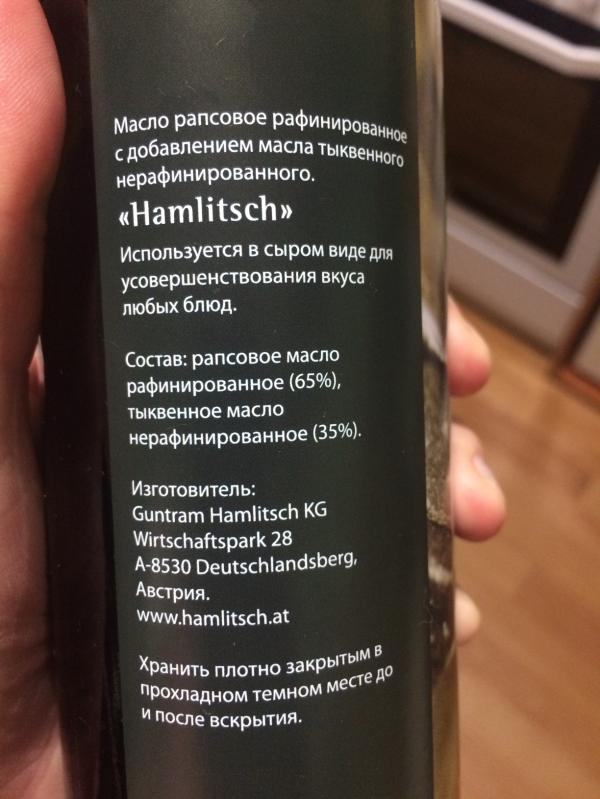 Масло рапсовое рафинированное
с добавлением масла тыквенного
нерафинированного.
«Hamlitsch»
Используется в сыром виде для
усовершенствования вкуса
любых блюд.
Состав: рапсовое масло
рафинированное (65%),
тыквенное масло
нерафинированное (35%).
Изготовитель:
Guntram Hamlitsch KG
Wirtschaftspark 28
A-8530 Deutschlandsberg,
Австрия.
www.hamlitsch.at
Хранить плотно закрытым в
прохладном темном месте до
и после вскрытия.